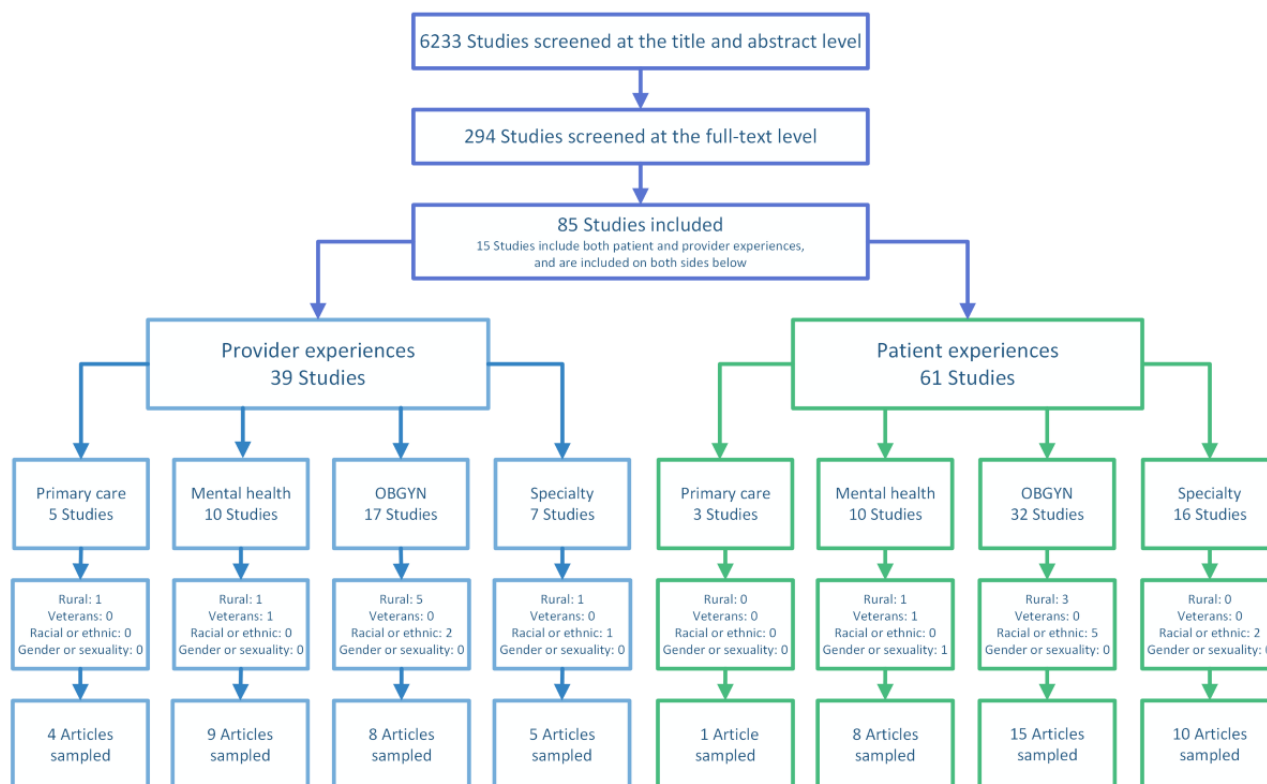 6233 Studies screened at the title and abstract level
294 Studies screened at the full-text level
85 Studies included
15 Studies include both patient and provider experiences,
and are included on both sides below
Provider experiences
39 Studies
Patient experiences
61 Studies
Primary care
5 Studies
Mental health
10 Studies
OBGYN
17 Studies
Specialty
7 Studies
Primary care
3 Studies
Mental health
10 Studies
OBGYN
32 Studies
Specialty
16 Studies
Rural: 1
Veterans: 0
Racial or ethnic: 0
Gender or sexuality: 0
Rural: 1
Veterans: 1
Racial or ethnic: 0
Gender or sexuality: 0
Rural: 5
Veterans: 0
Racial or ethnic: 2
Gender or sexuality: 0
Rural: 1
Veterans: 0
Racial or ethnic: 1
Gender or sexuality: 0
Rural: 0
Veterans: 0
Racial or ethnic: 0
Gender or sexuality: 0
Rural: 1
Veterans: 1
Racial or ethnic: 0
Gender or sexuality: 1
Rural: 3
Veterans: 0
Racial or ethnic: 5
Gender or sexuality: 0
Rural: 0
Veterans: 0
Racial or ethnic: 2
Gender or sexuality: 0
4 Articles
sampled
9 Articles
sampled
8 Articles
sampled
5 Articles
sampled
1 Article
sampled
8 Articles
sampled
15 Articles
sampled
10 Articles
sampled